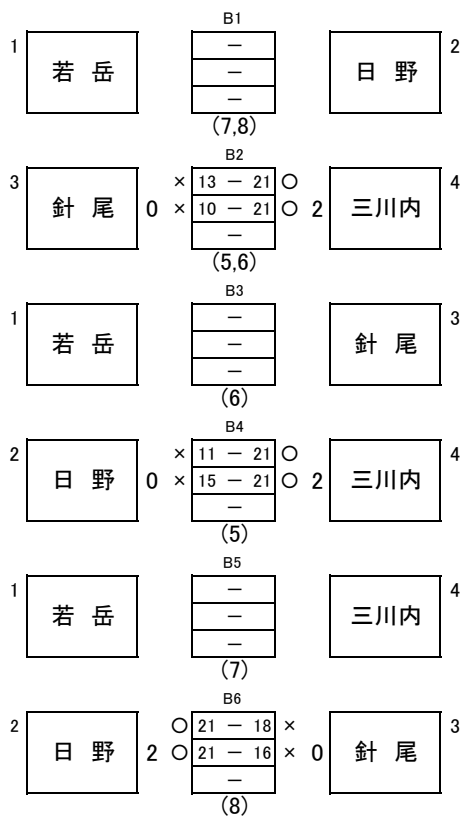 B1
1 若 岳 － 日 野 2
－
－
(7,8)
B2
3 針 尾 0 × 13 － 21 ○ 2 三川内 4
× 10 － 21 ○
－
(5,6)
B3
1 若 岳 － 針 尾 3
－
－
(6)
B4
2 日 野 0 × 11 － 21 ○ 2 三川内 4
× 15 － 21 ○
－
(5)
B5
1 若 岳 － 三川内 4
－
－
(7)
B6
2 日 野 2 ○ 21 － 18 × 0 針 尾 3
○ 21 － 16 ×
－
(8)